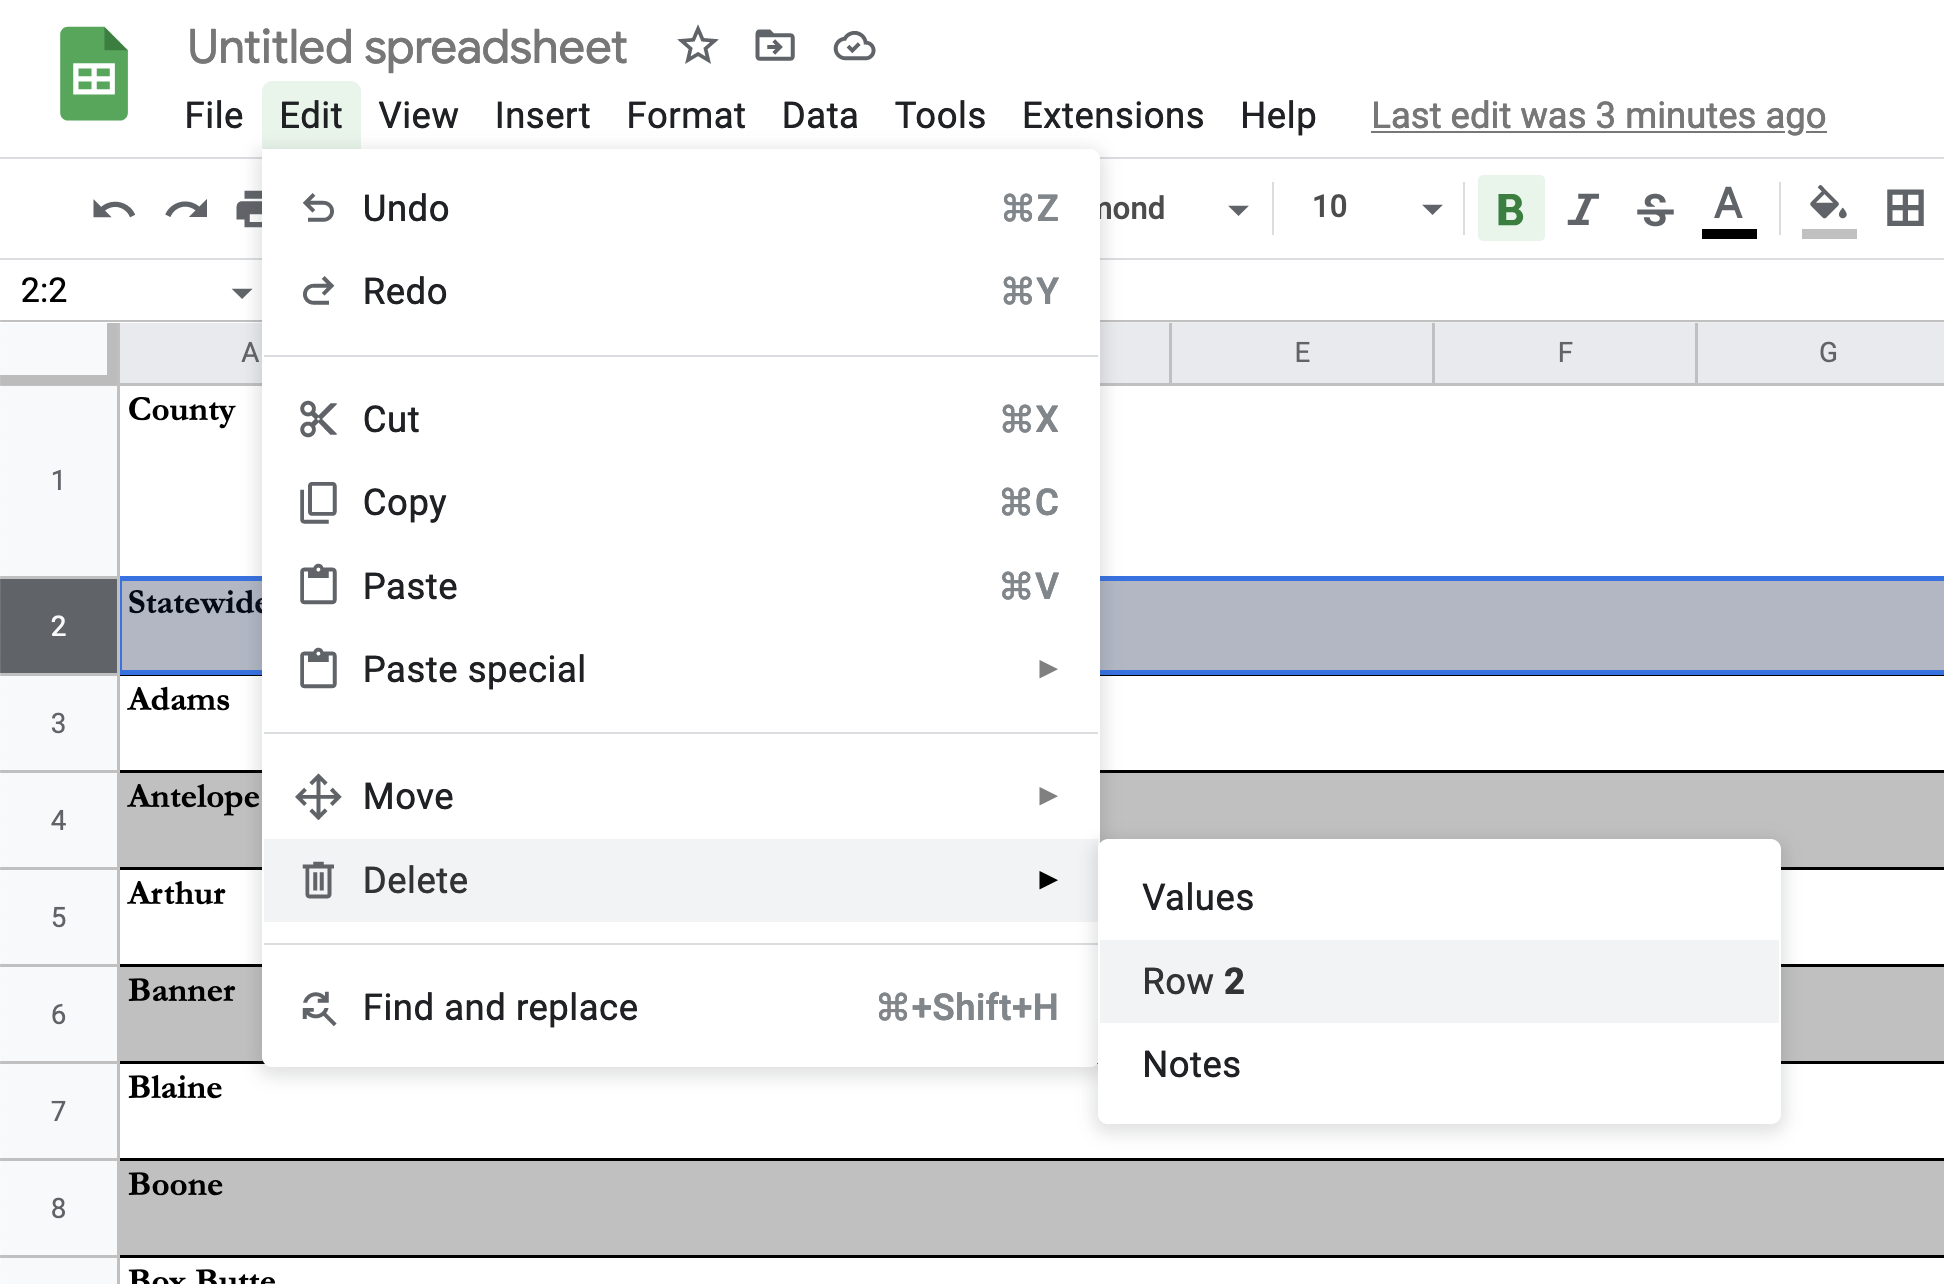 Untitled spreadsheet
File Edit View Insert Format Data Tools Extensions Help Last edit was 3 minutes ago
mond 10 B I S A
2:2
Undo ⌘Z
Redo ⌘Y
Cut ⌘X
Copy ⌘C
Paste ⌘V
Paste special
Move
Delete
Find and replace ⌘+Shift+H
Values
Row 2
Notes
A E F G
1 County
2 Statewide
3 Adams
4 Antelope
5 Arthur
6 Banner
7 Blaine
8 Boone
Box Butte